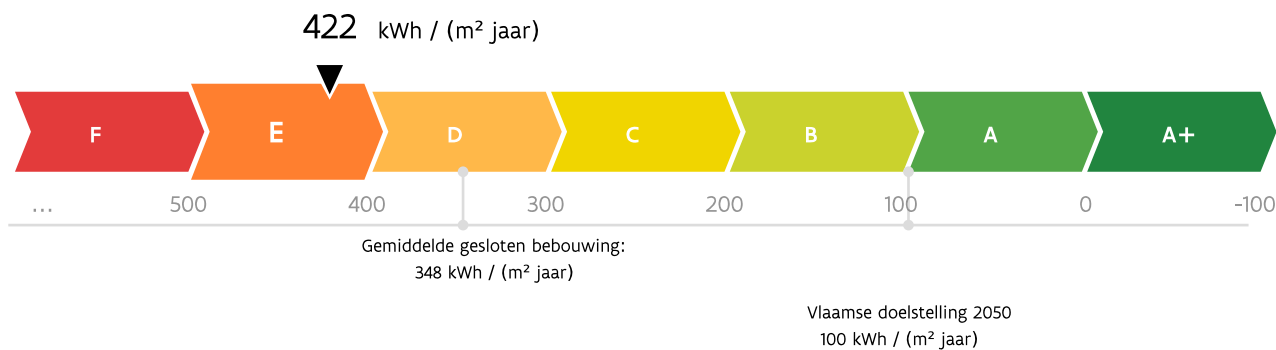 422 kWh / (m² jaar)
F E D C B A A+
... 500 400 300 200 100 0 -100
Gemiddelde gesloten bebouwing:
348 kWh / (m² jaar)
Vlaamse doelstelling 2050
100 kWh / (m² jaar)